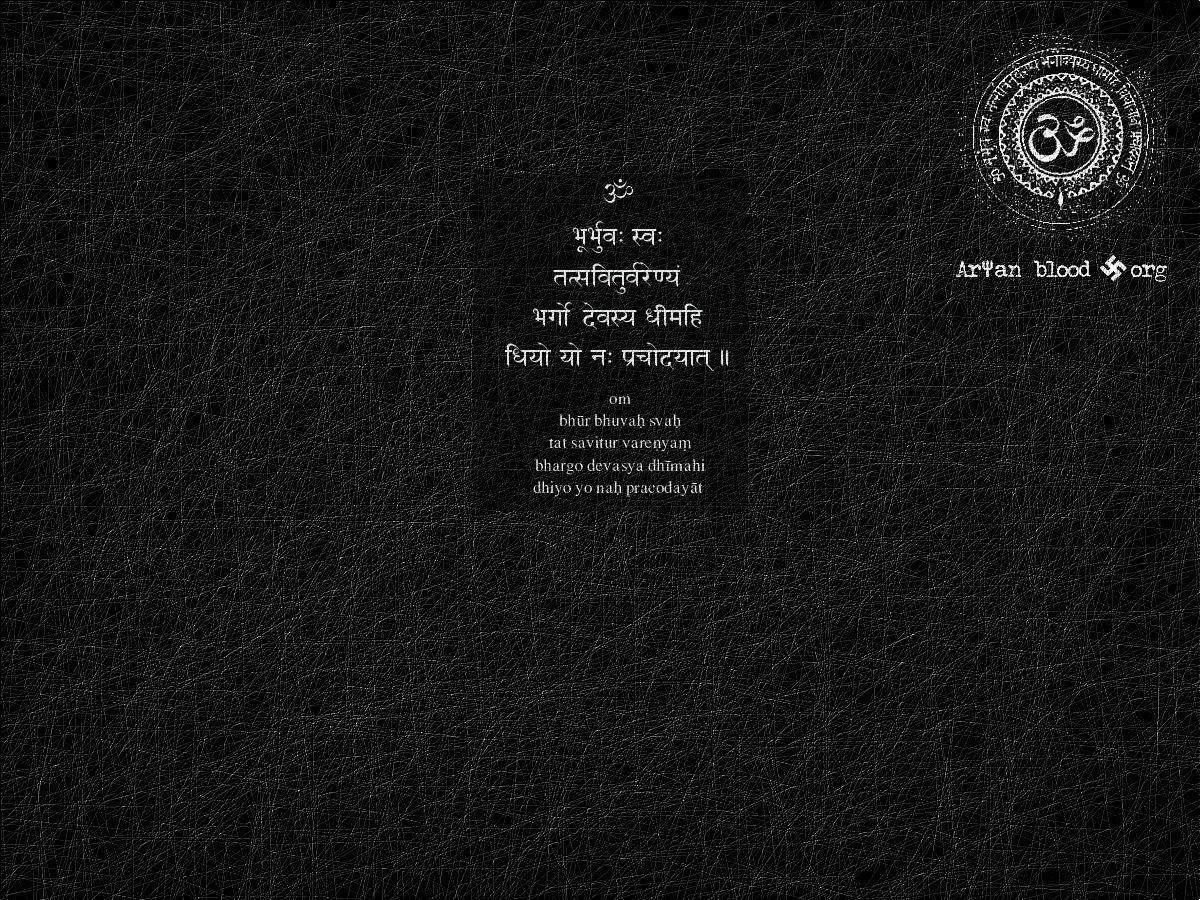 ॐ
भूर्भुवः स्वः
तत्सवितुर्वरेण्यं
भर्गो देवस्य धीमहि
धियो यो नः प्रचोदयात् ॥
om
bhūr bhuvaḥ svaḥ
tat savitur vareṇyaṃ
bhargo devasya dhīmahi
dhiyo yo naḥ pracodayāt
ॐ
ArΨan blood 卐 org